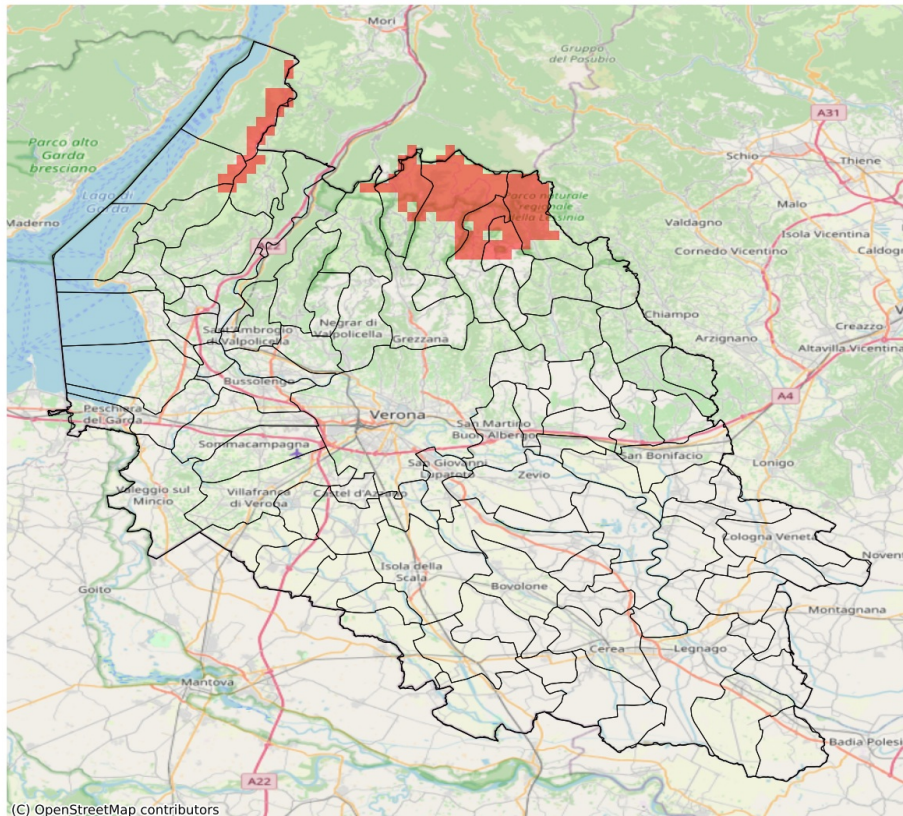 Mori
Gruppo
del Pasubio
A31
Schio
Thiene
Parco alto
Garda
bresciano
Lago di
Garda
Malo
Parco naturale
regionale
della Lessinia
Maderno
Valdagno
Isola Vicentina
A22
Cornedo Vicentino
Caldogno
Chiampo
Sant'Ambrogio
di Valpolicella
Negrar di
Valpolicella
Grezzana
Arzignano
Creazzo
Altavilla Vicentina
Bussolengo
A4
Peschiera
del Garda
Verona
San Martino
Buon Albergo
Sommacampagna
San Giovanni
Lupatoto
Zevio
San Bonifacio
Lonigo
Valeggio sul
Mincio
Villafranca
di Verona
Castel d'Azzano
Cologna Veneta
Novent
Isola della
Scala
Bovolone
Goito
Montagnana
Cerea
Legnago
Mantova
Badia Polesi
A22
(C) OpenStreetMap contributors